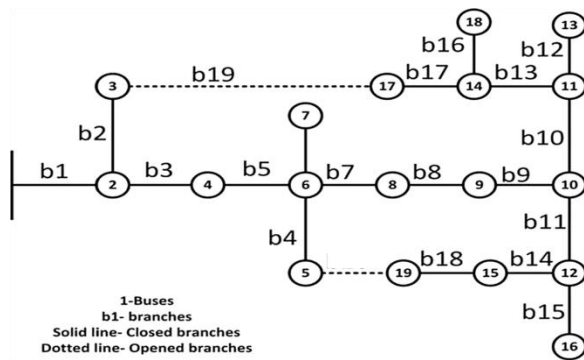 18
13
b16
b12
b19
b17
b13
3
17
14
11
7
b2
b10
b1
b3
b5
b7
b8
b9
2
4
6
8
9
10
b4
b11
b18
b14
5
19
15
12
1-Buses
b1- branches
b15
Solid line- Closed branches
Dotted line- Opened branches
16